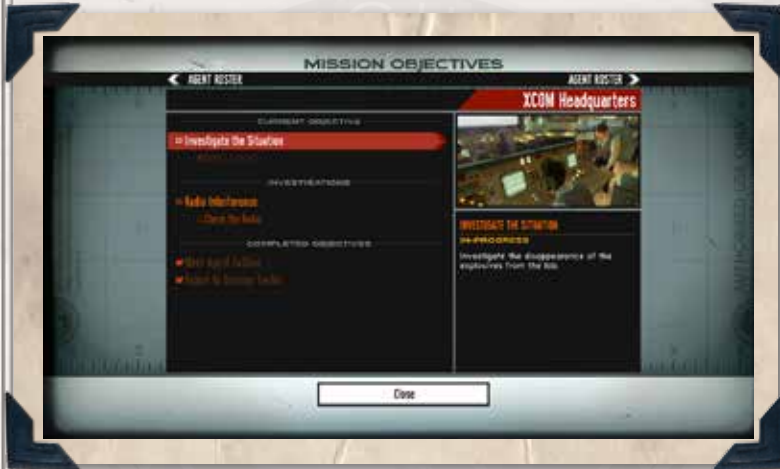 MISSION OBJECTIVES
AGENT ROSTER
AGENT ROSTER
XCOM Headquarters
CURRENT OBJECTIVE
Investigate the Situation
INVESTIGATIONS
Radio Interference
Check the Radio
COMPLETED OBJECTIVES
INVESTIGATE THE SITUATION
IN-PROGRESS
Investigate the disappearance of the
explosives from the lab.
Close